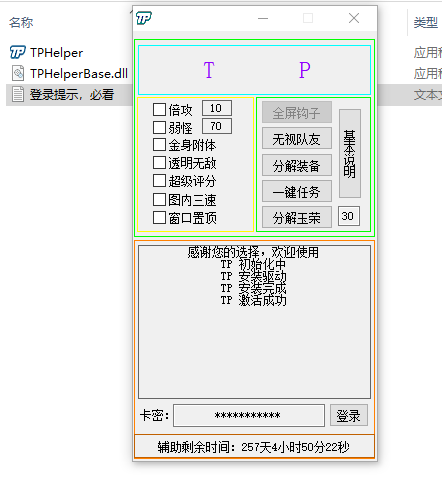 名称
类型
TPHelper
应用程
TPHelperBase.dll
应用程
登录提示，必看
文本文
TP
T P
倍攻 10
弱怪 70
金身附体
透明无敌
超级评分
图内三速
窗口置顶
全屏钩子
无视队友
分解装备
一键任务
分解玉荣 30
基本说明
感谢您的选择，欢迎使用
TP 初始化中
TP 安装驱动
TP 安装完成
TP 激活成功
卡密: *********** 登录
辅助剩余时间：257天4小时50分22秒